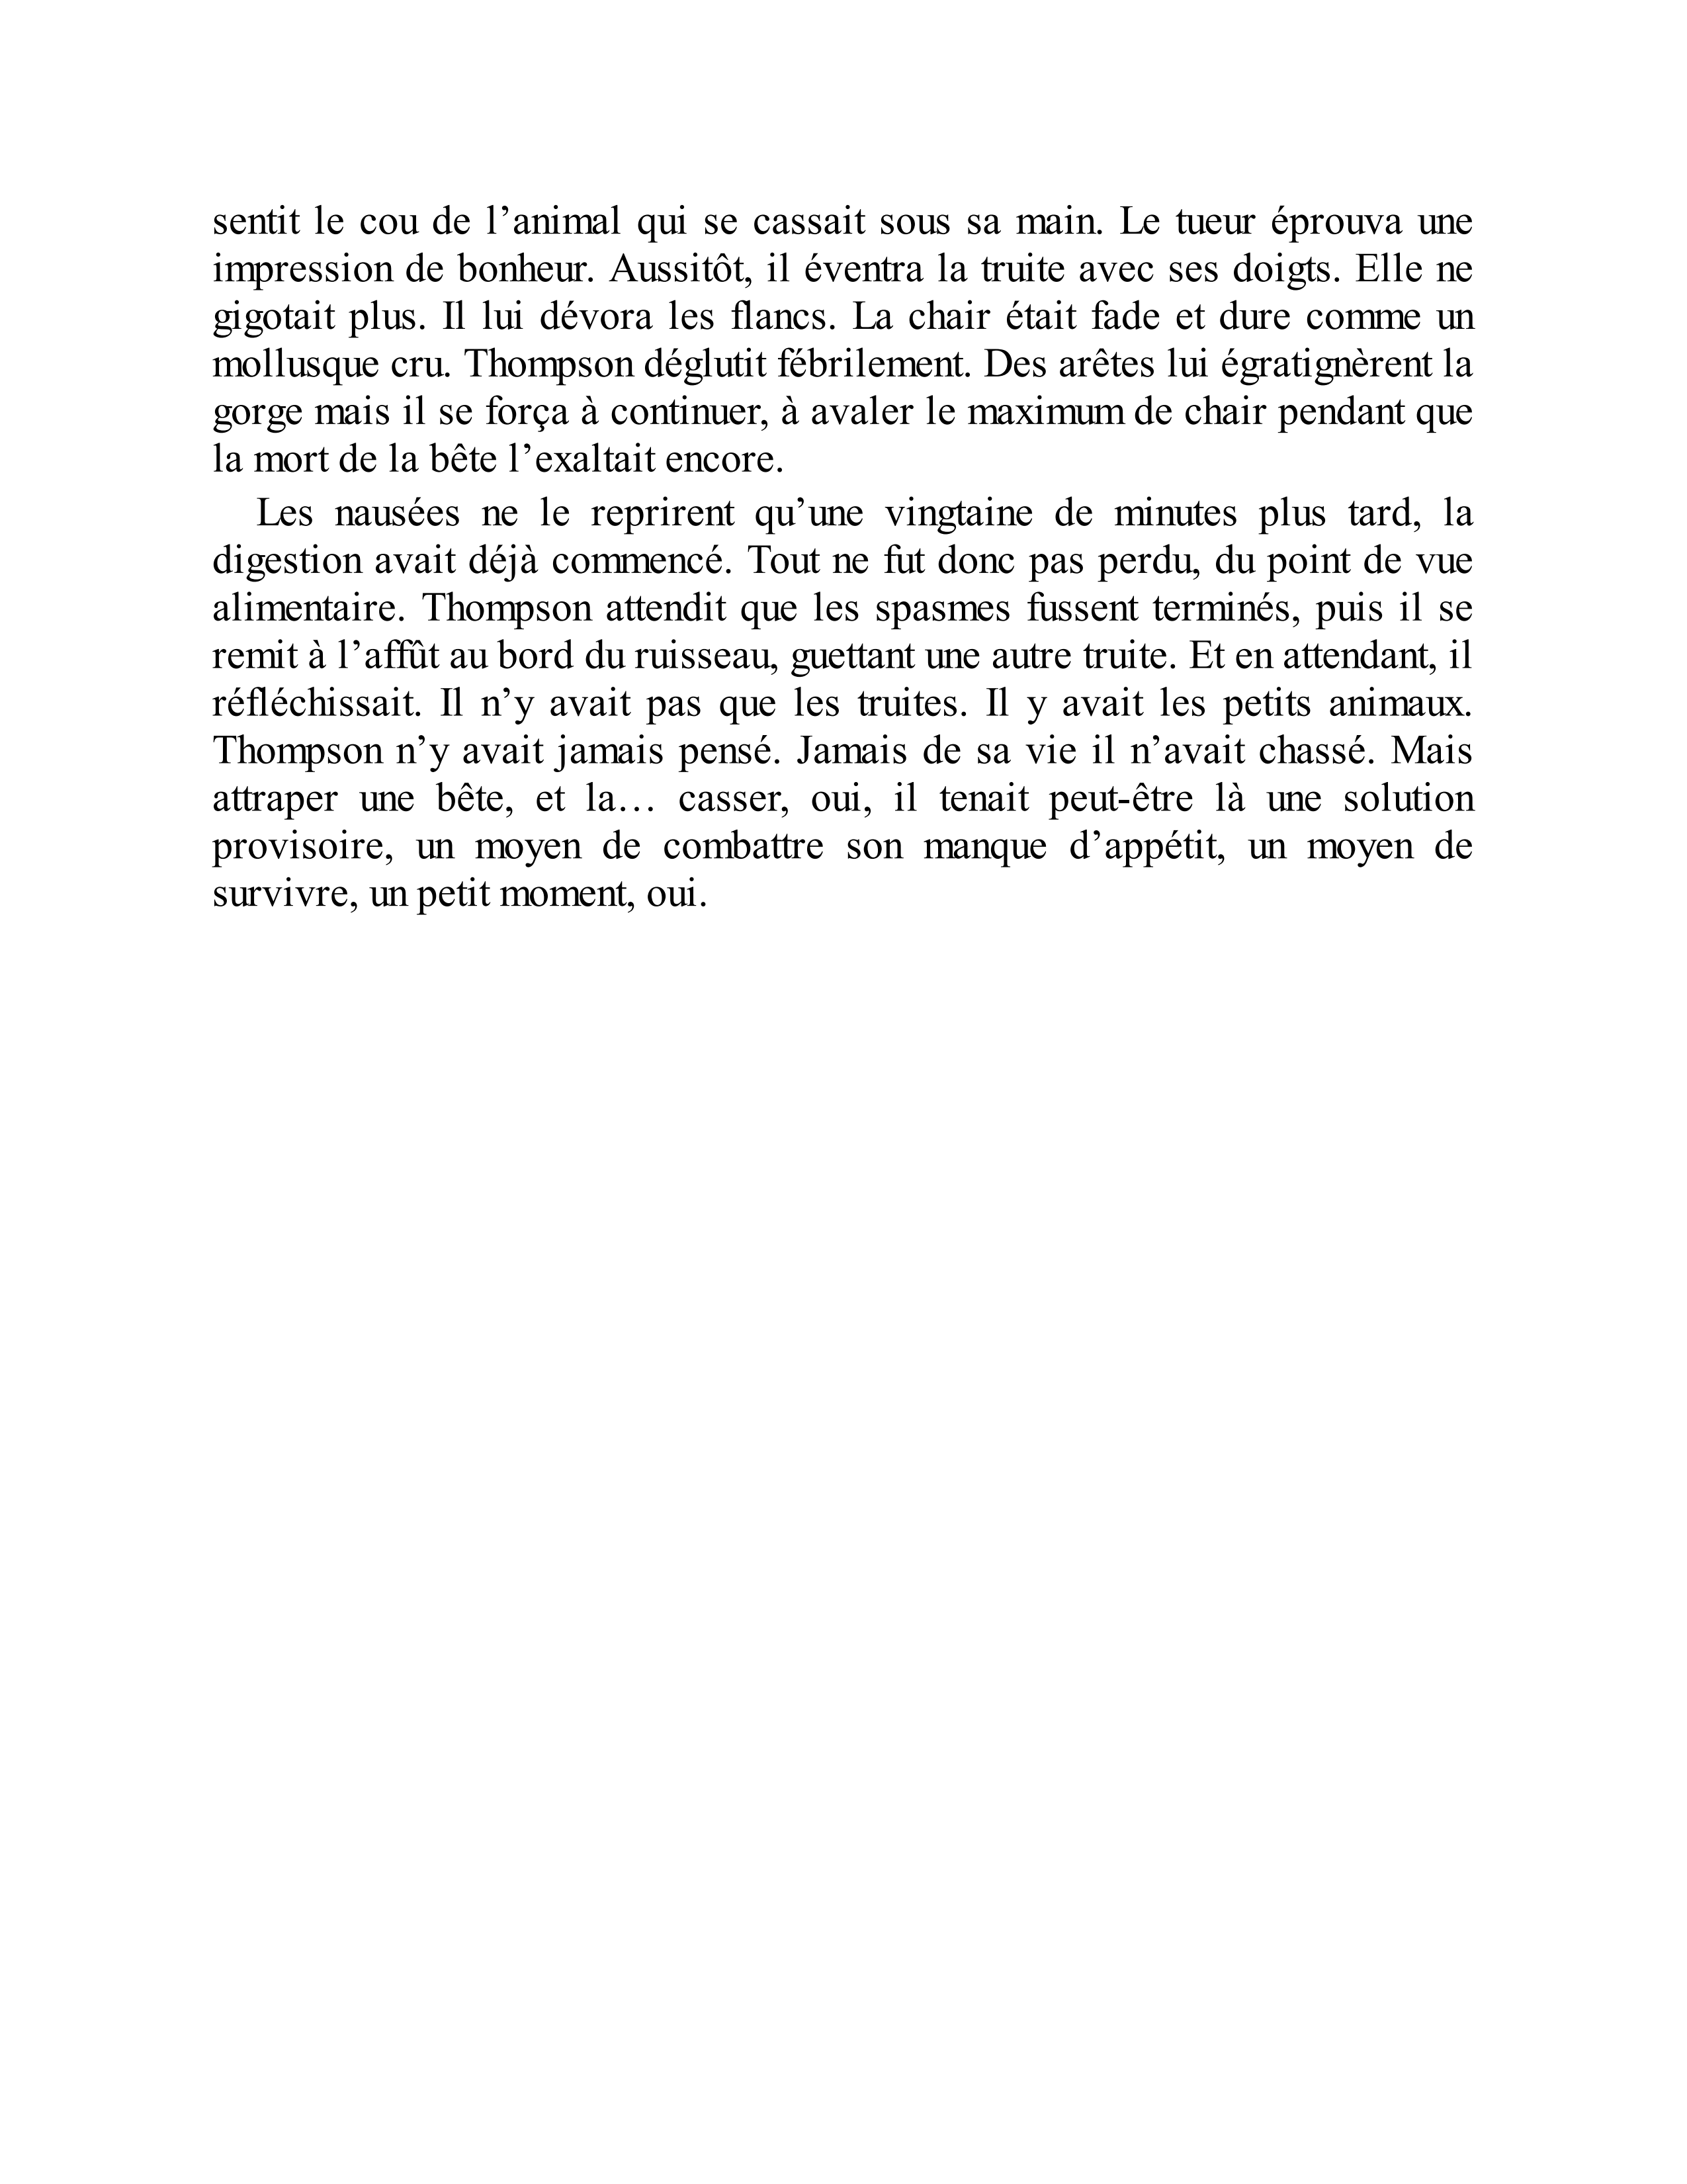 sentit le cou de l’animal qui se cassait sous sa main. Le tueur éprouva une
impression de bonheur. Aussitôt, il éventra la truite avec ses doigts. Elle ne
gigotait plus. Il lui dévora les flancs. La chair était fade et dure comme un
mollusque cru. Thompson déglutit fébrilement. Des arêtes lui égratignèrent la
gorge mais il se força à continuer, à avaler le maximum de chair pendant que
la mort de la bête l’exaltait encore.
Les nausées ne le reprirent qu’une vingtaine de minutes plus tard, la
digestion avait déjà commencé. Tout ne fut donc pas perdu, du point de vue
alimentaire. Thompson attendit que les spasmes fussent terminés, puis il se
remit à l’affût au bord du ruisseau, guettant une autre truite. Et en attendant, il
réfléchissait. Il n’y avait pas que les truites. Il y avait les petits animaux.
Thompson n’y avait jamais pensé. Jamais de sa vie il n’avait chassé. Mais
attraper une bête, et la… casser, oui, il tenait peut-être là une solution
provisoire, un moyen de combattre son manque d’appétit, un moyen de
survivre, un petit moment, oui.